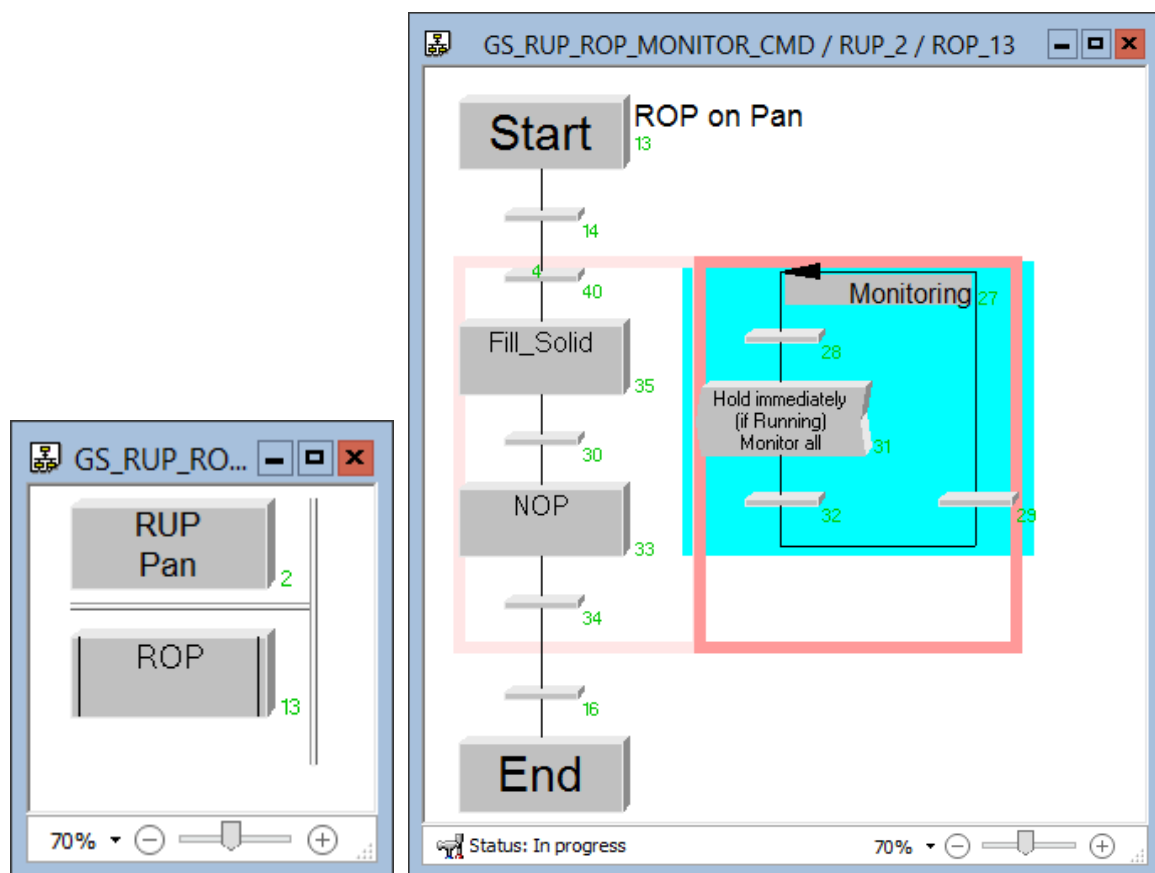 GS_RUP_RO...
RUP
Pan
2
ROP
13
70%
GS_RUP_ROP_MONITOR_CMD / RUP_2 / ROP_13
Start
ROP on Pan
13
14
4
40
Monitoring
27
28
Fill_Solid
35
Hold immediately
(if Running)
Monitor all
31
30
32
29
NOP
33
34
16
End
Status: In progress
70%